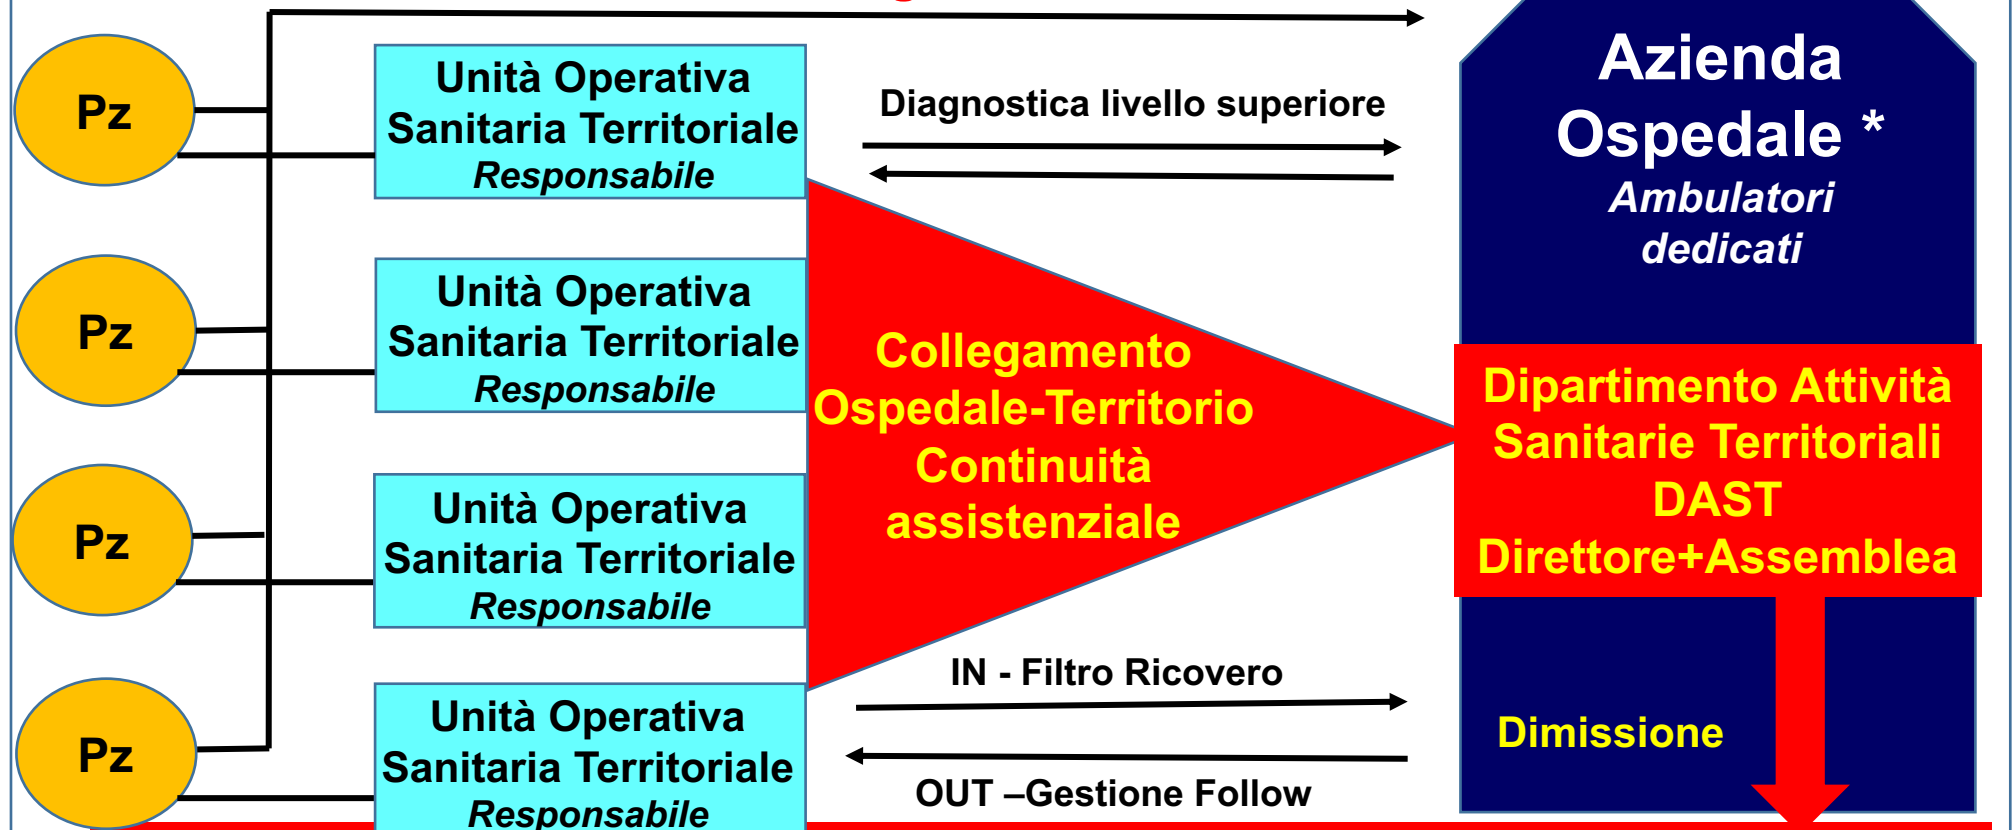 Pz
Unità Operativa
Sanitaria Territoriale
Responsabile
Diagnostica livello superiore
Azienda
Ospedale *
Ambulatori
dedicati
Pz
Unità Operativa
Sanitaria Territoriale
Responsabile
Collegamento
Ospedale-Territorio
Continuità
assistenziale
Dipartimento Attività
Sanitarie Territoriali
DAST
Direttore+Assemblea
Pz
Unità Operativa
Sanitaria Territoriale
Responsabile
IN - Filtro Ricovero
Pz
Unità Operativa
Sanitaria Territoriale
Responsabile
OUT –Gestione Follow
Dimissione